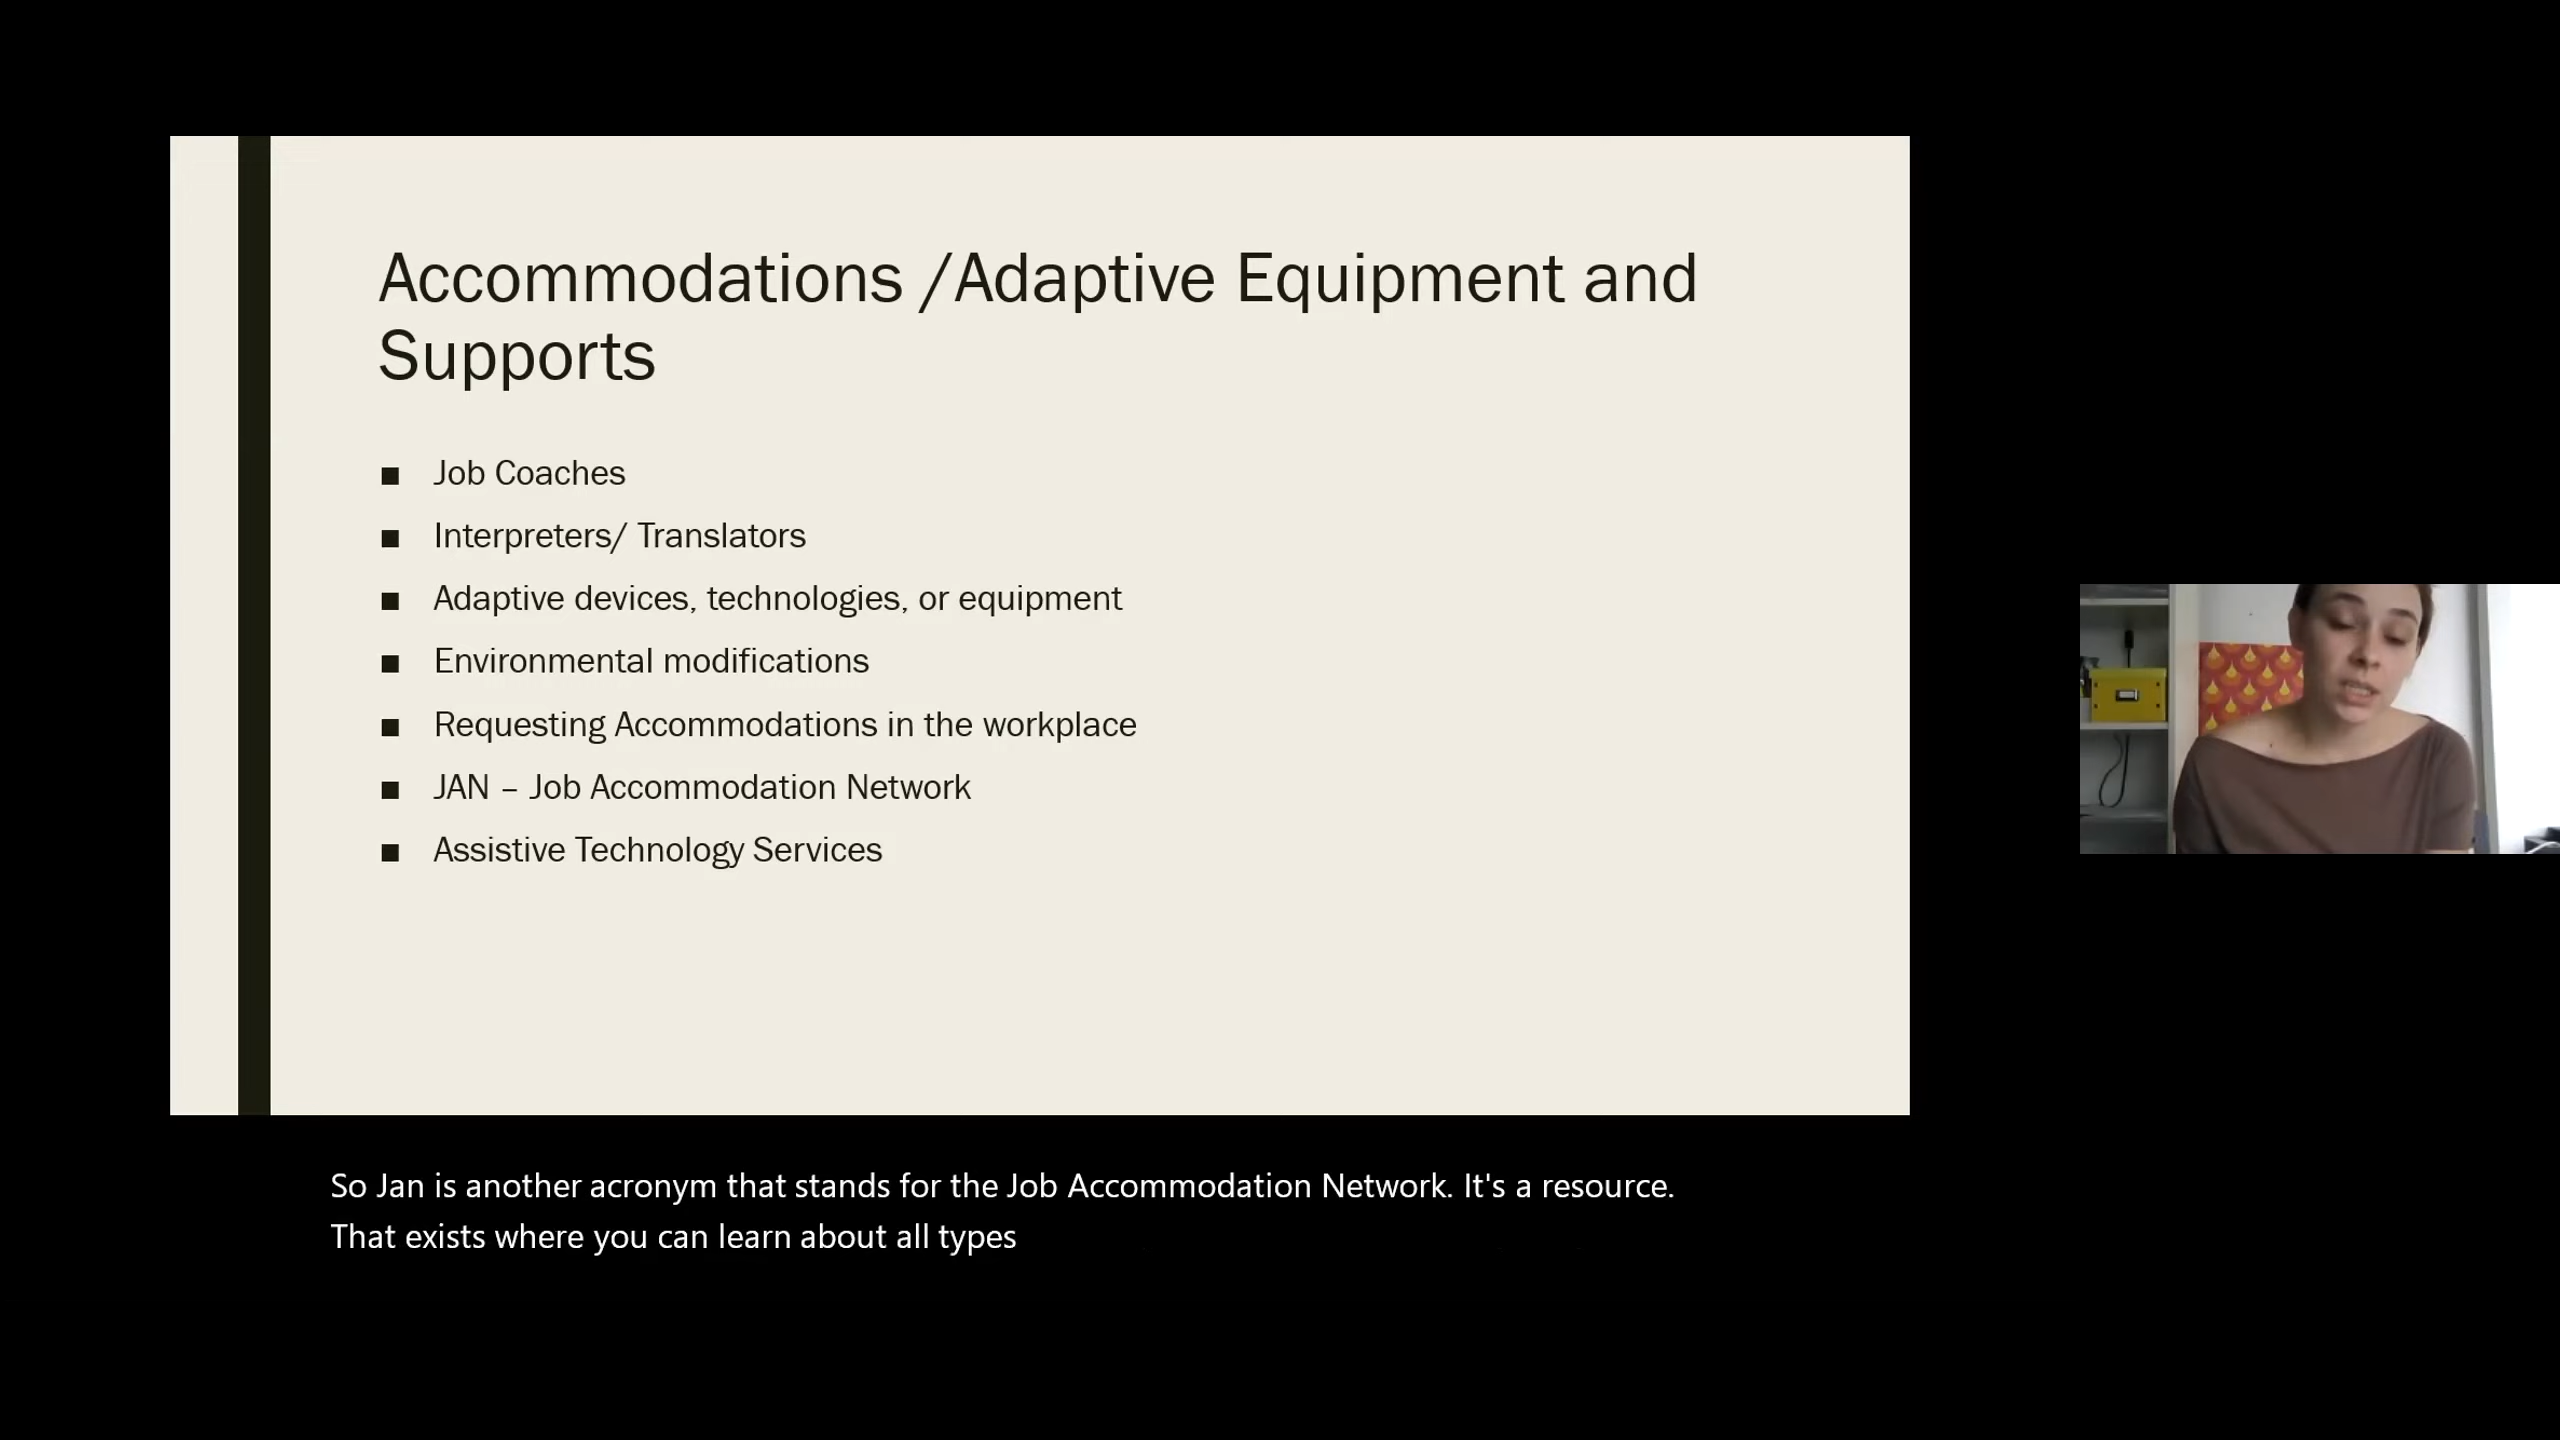 Accommodations /Adaptive Equipment and
Supports
■ Job Coaches
■ Interpreters/ Translators
■ Adaptive devices, technologies, or equipment
■ Environmental modifications
■ Requesting Accommodations in the workplace
■ JAN – Job Accommodation Network
■ Assistive Technology Services
So Jan is another acronym that stands for the Job Accommodation Network. It's a resource.
That exists where you can learn about all types